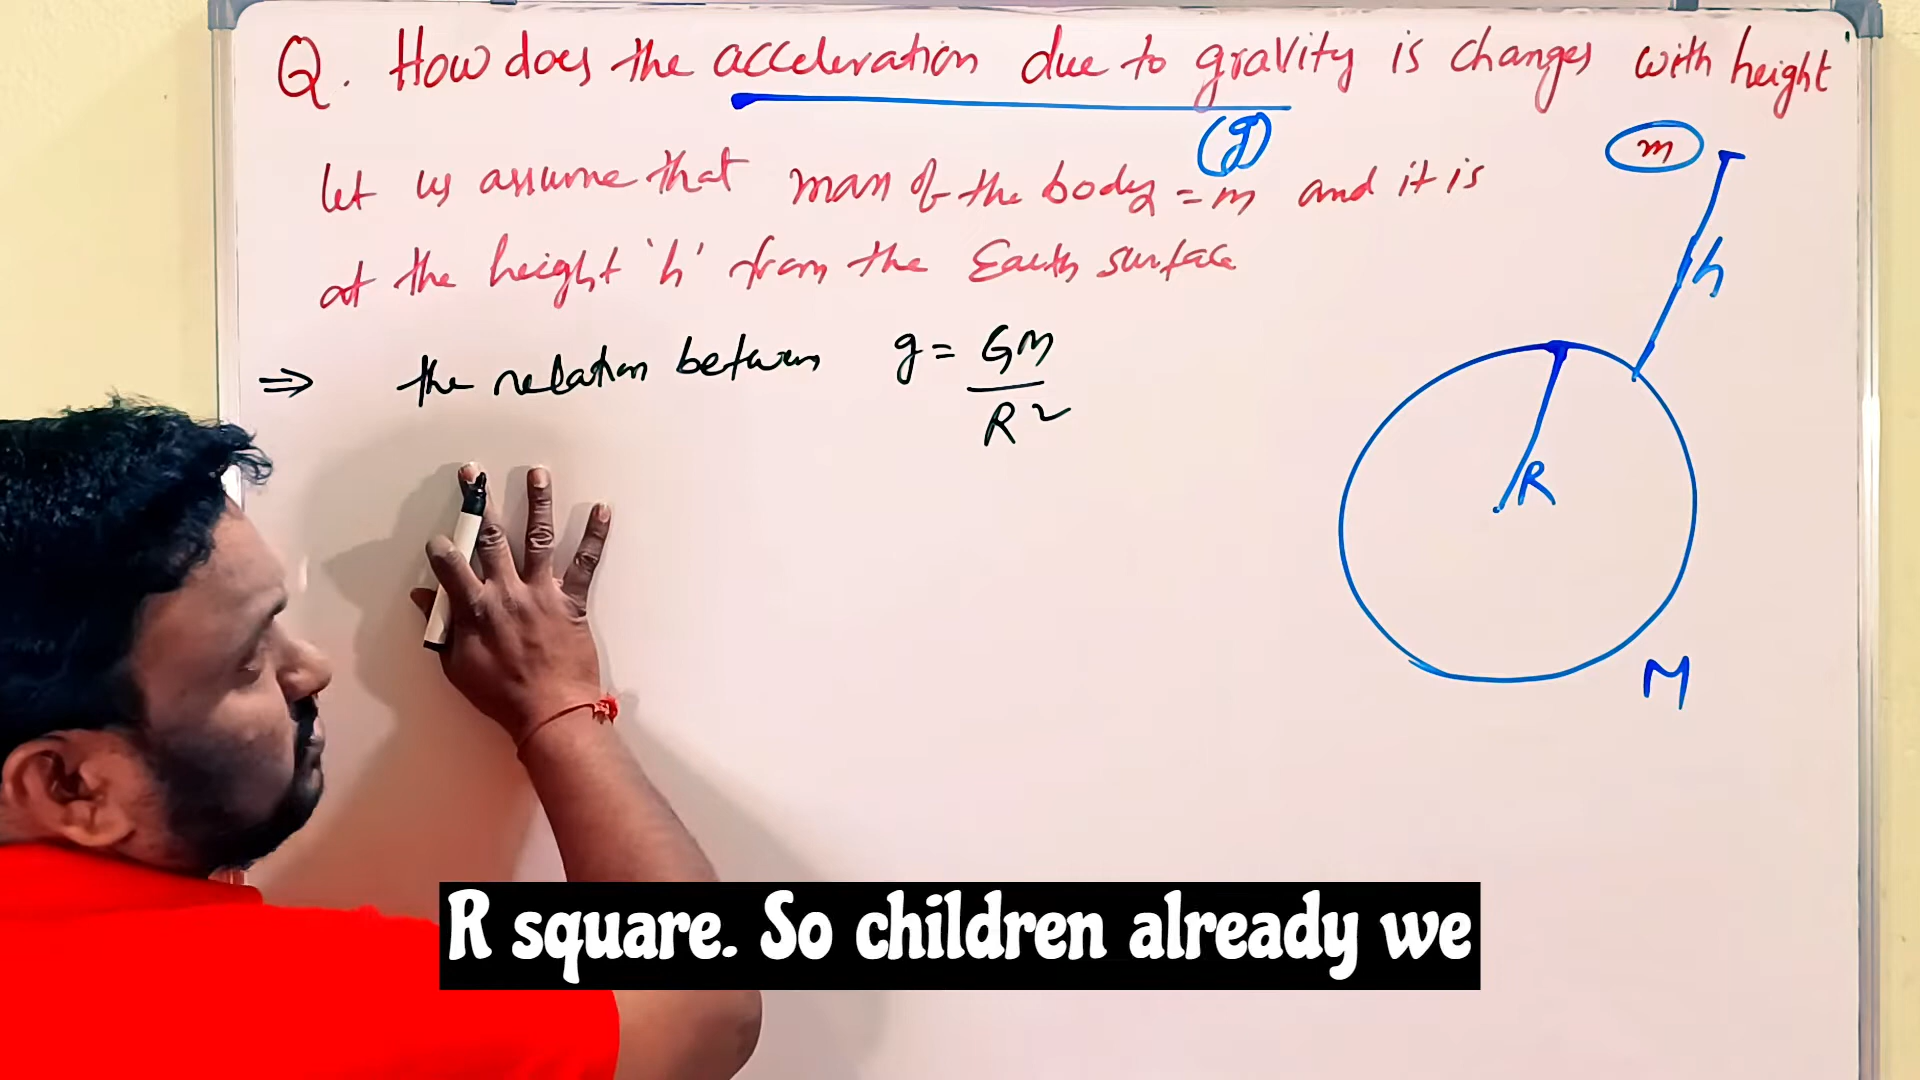 Q. How does the acceleration due to gravity is changes with height
(g)
m
let us assume that mass of the body = m and it is
at the height 'h' from the Earth surface
h
⇒ the relation between g = GM
R²
R
M
R square. So children already we